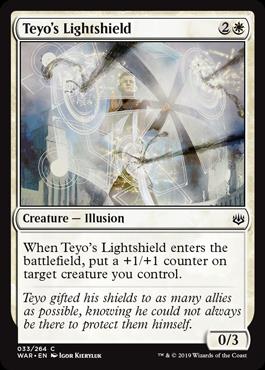 Teyo's Lightshield 2
Creature — Illusion
When Teyo's Lightshield enters the
battlefield, put a +1/+1 counter on
target creature you control.
Teyo gifted his shields to as many allies
as possible, knowing he could not always
be there to protect them himself.
0/3
033/264 C
WAR • EN Igor Kieryluk
™ & © 2019 Wizards of the Coast